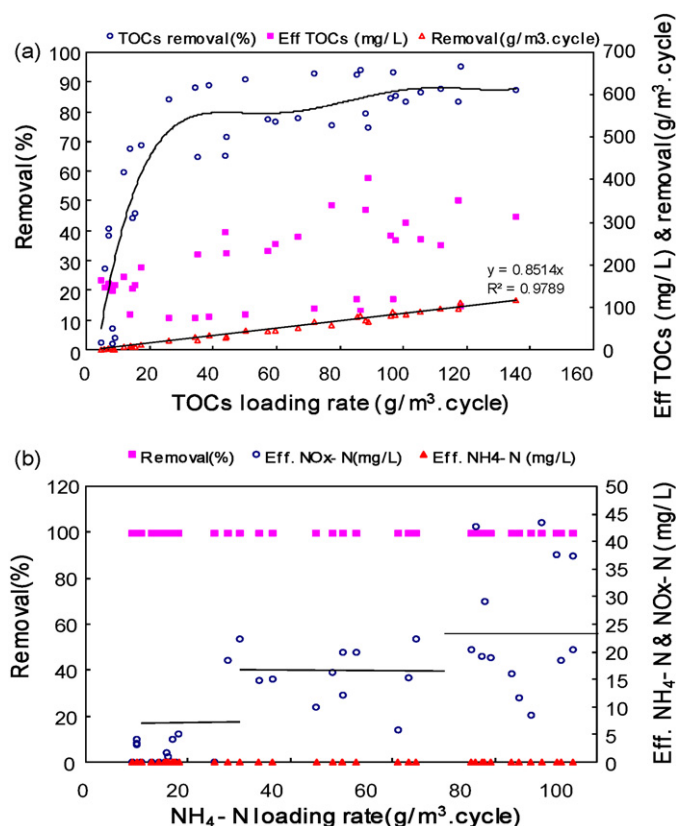 (a)
TOCs removal(%) Eff TOCs (mg/L) Removal(g/m3.cycle)
100 700
90
80 600
70 500
60
50 400
40 300
30
20 200
10 100
0 0
Removal(%)
Eff TOCs (mg/L) & removal(g/m³.cycle)
y = 0.8514x
R² = 0.9789
0 20 40 60 80 100 120 140 160
TOCs loading rate (g/m³.cycle)
(b)
Removal(%) Eff. NOx-N(mg/L) Eff. NH4-N (mg/L)
120 50
100 45
40
80 35
30
60 25
40 20
15
20 10
5
0 0
Removal(%)
Eff. NH₄-N & NOx-N (mg/L)
0 20 40 60 80 100
NH₄-N loading rate(g/m³.cycle)